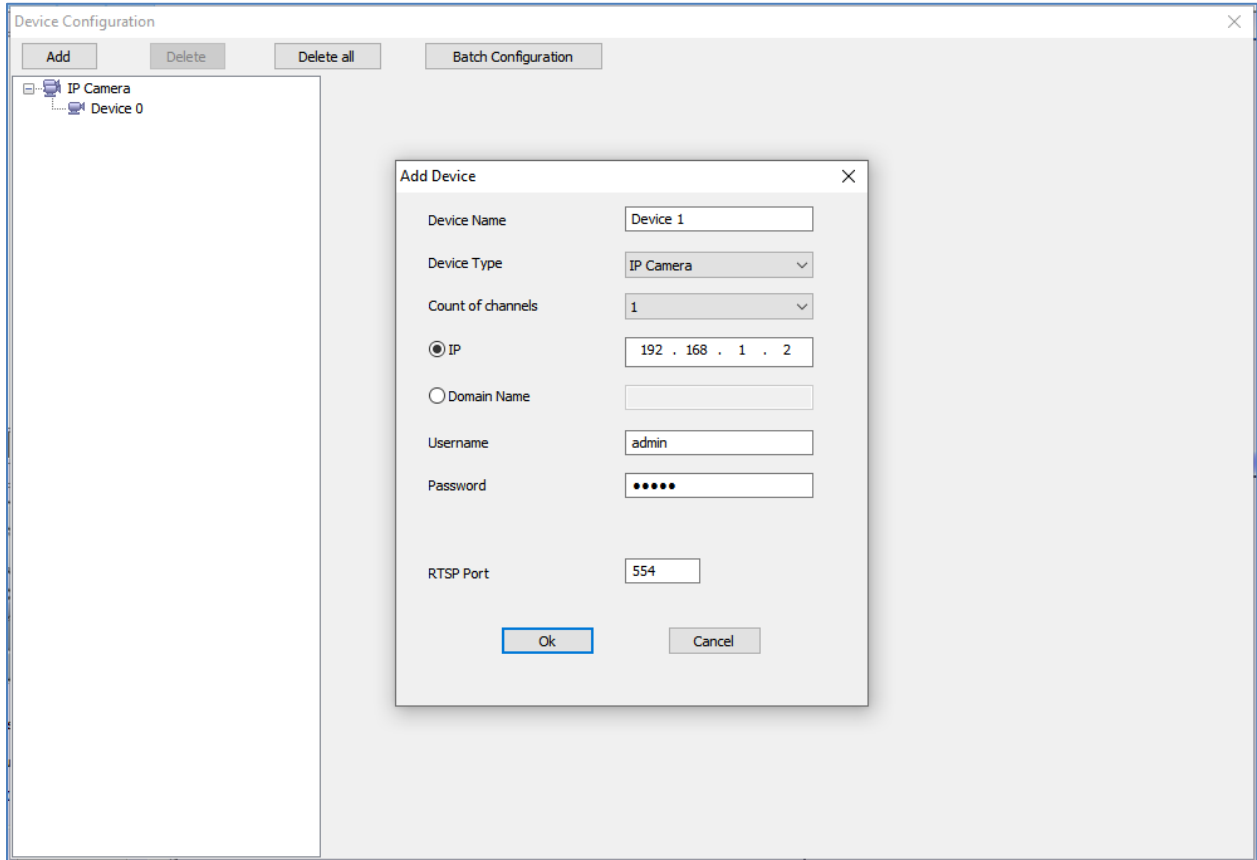 Device Configuration
Add Delete Delete all Batch Configuration
IP Camera
Device 0
Add Device
Device Name Device 1
Device Type IP Camera
Count of channels 1
IP 192 . 168 . 1 . 2
Domain Name
Username admin
Password •••••
RTSP Port 554
Ok Cancel